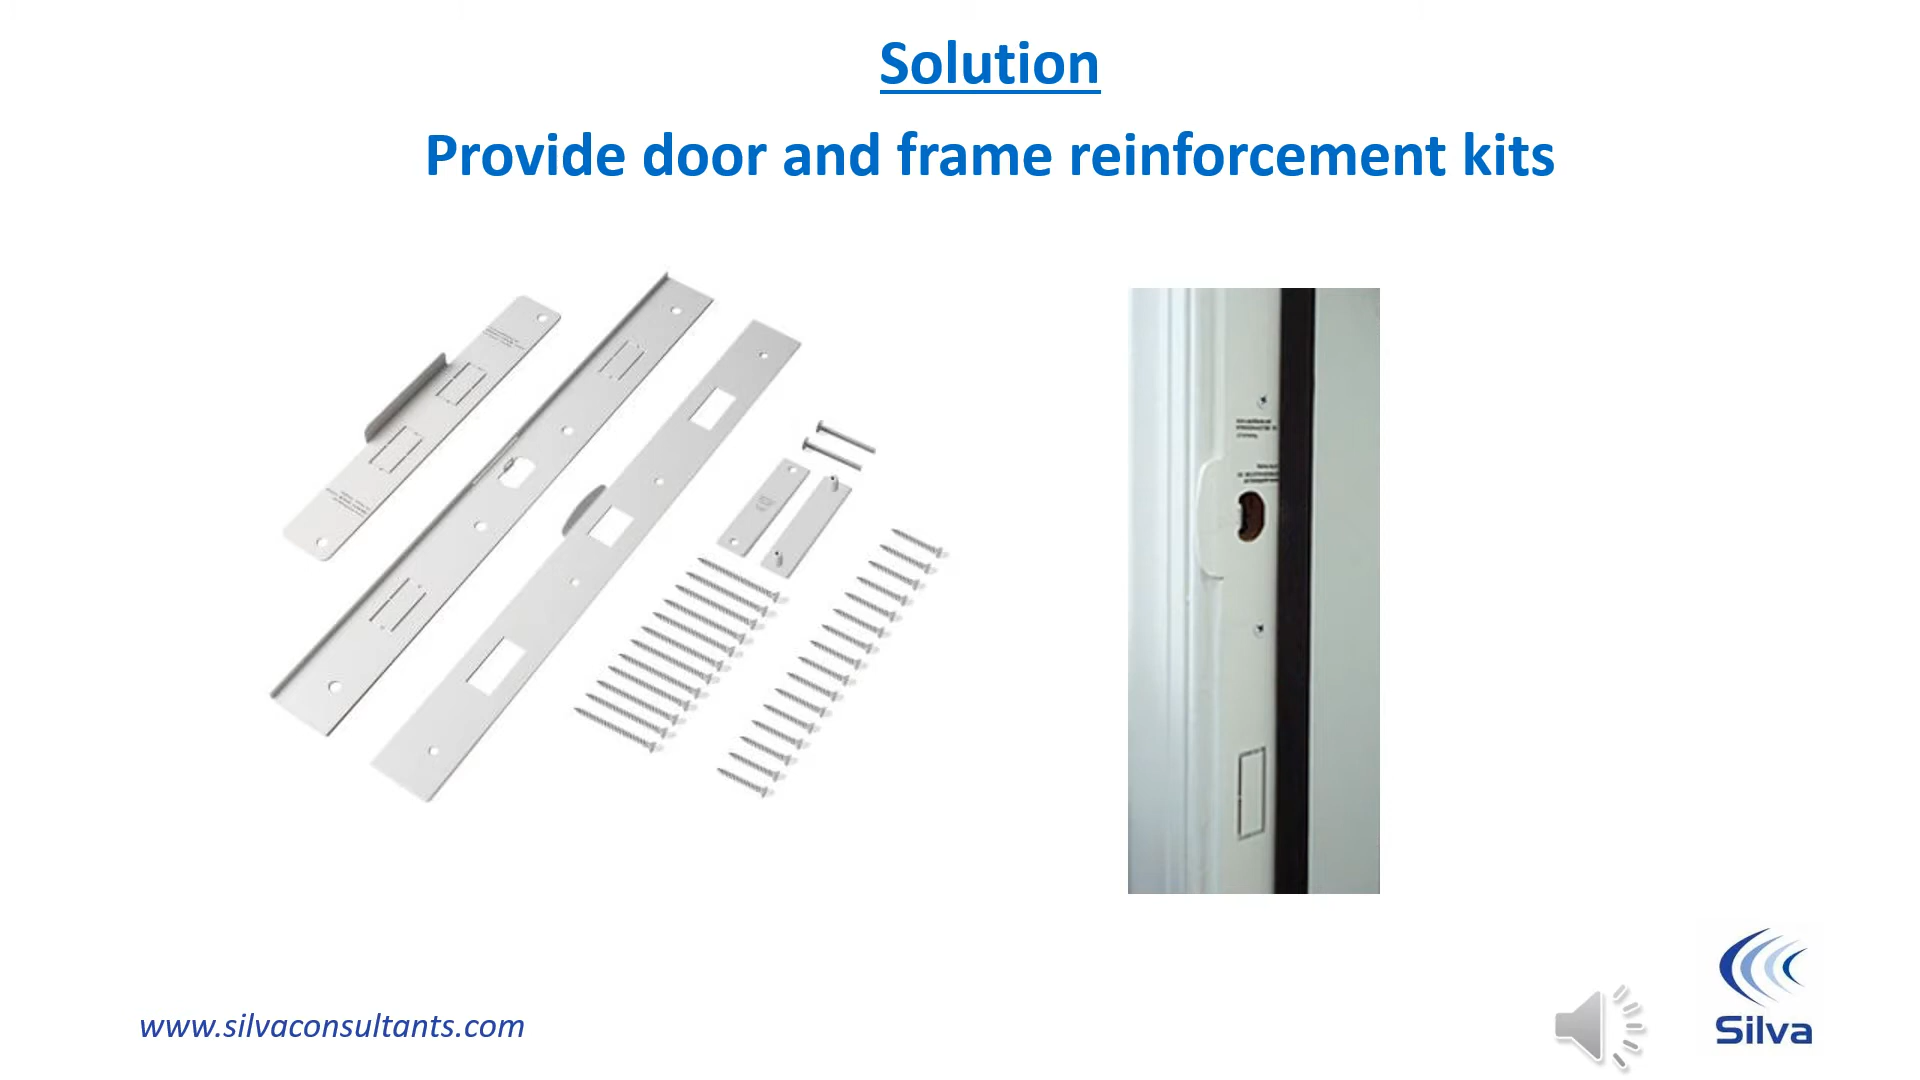 Solution
Provide door and frame reinforcement kits
www.silvaconsultants.com
Silva